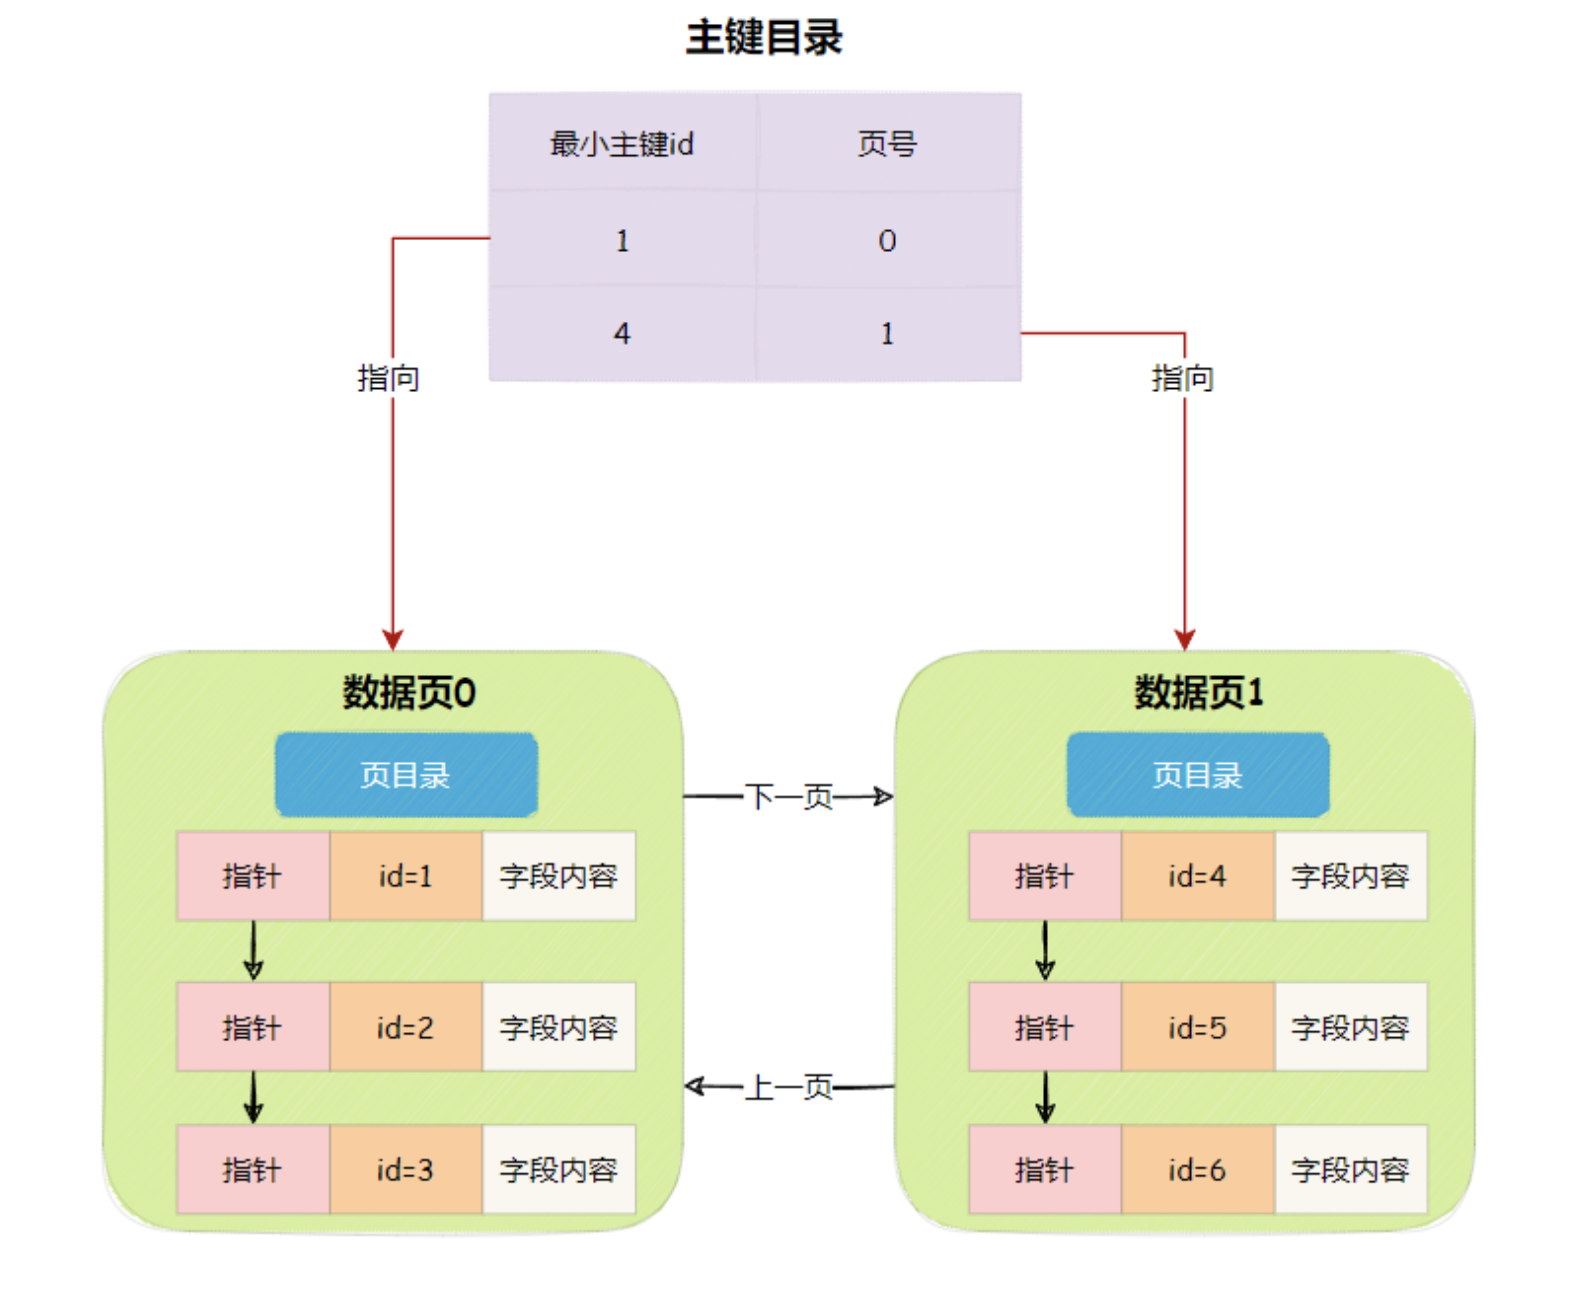 主键目录
最小主键id 页号
1 0
4 1
指向 指向
数据页0 数据页1
页目录 页目录
下一页
指针 id=1 字段内容 指针 id=4 字段内容
指针 id=2 字段内容 指针 id=5 字段内容
上一页
指针 id=3 字段内容 指针 id=6 字段内容